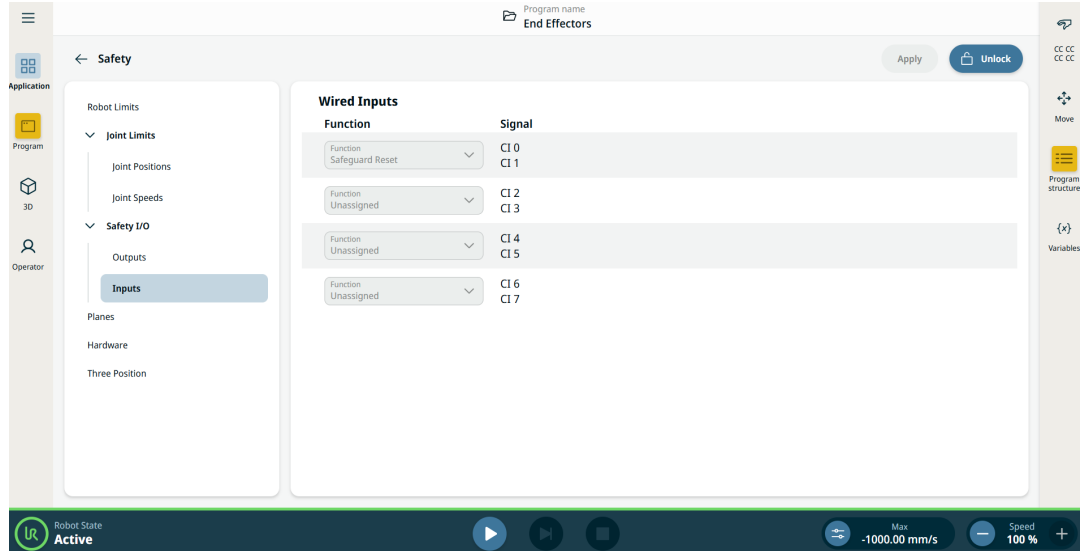 Program name
End Effectors
Application
Program
3D
Operator
Safety
Apply
Unlock
Robot Limits
Joint Limits
Joint Positions
Joint Speeds
Safety I/O
Outputs
Inputs
Planes
Hardware
Three Position
Wired Inputs
Function Signal
Function
Safeguard Reset
CI 0
CI 1
Function
Unassigned
CI 2
CI 3
Function
Unassigned
CI 4
CI 5
Function
Unassigned
CI 6
CI 7
CC CC
CC CC
Move
Program
structure
{x}
Variables
UR
Robot State
Active
Max
-1000.00 mm/s
Speed
100 %